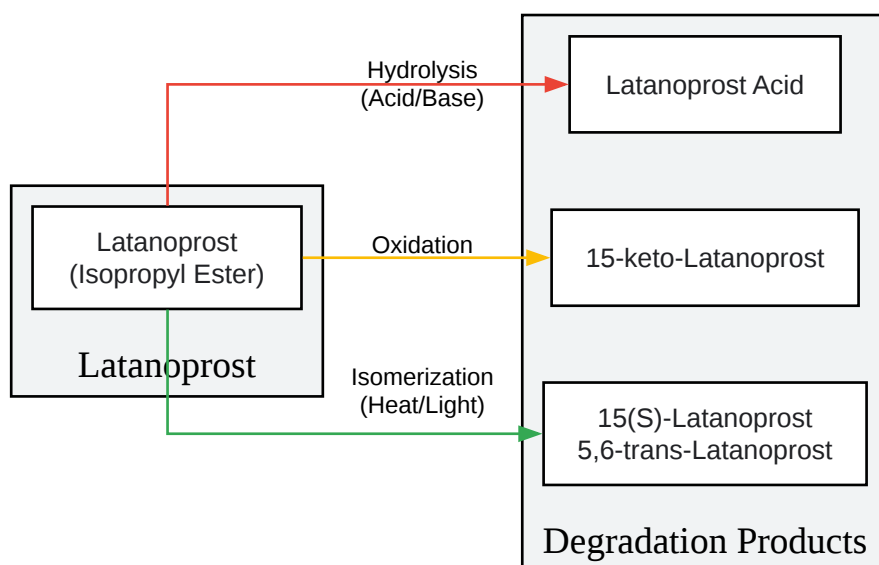 Hydrolysis
(Acid/Base)
Latanoprost Acid
Latanoprost
(Isopropyl Ester)
Oxidation
15-keto-Latanoprost
Latanoprost
Isomerization
(Heat/Light)
15(S)-Latanoprost
5,6-trans-Latanoprost
Degradation Products